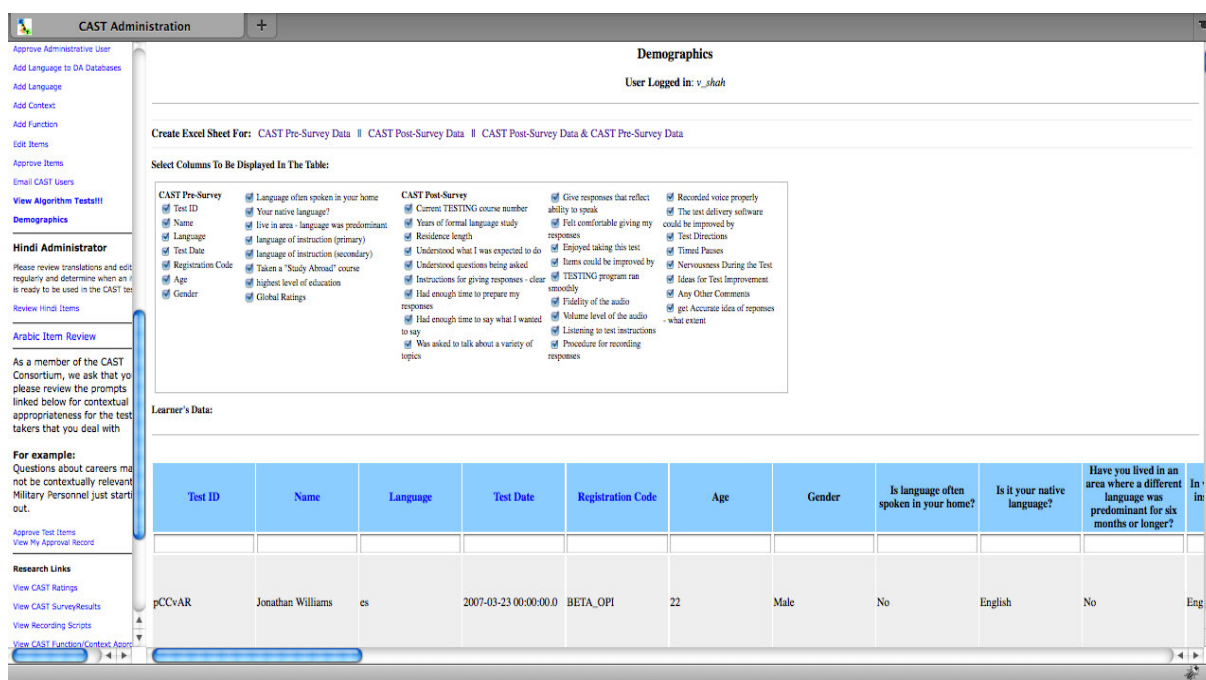 CAST Administration
+
Approve Administrative User
Add Language to DA Databases
Add Language
Add Context
Add Function
Edit Items
Approve Items
Email CAST Users
View Algorithm Tests!!!
Demographics
Hindi Administrator
Please review translations and edit
regularly and determine when an
is ready to be used in the CAST
Review Hindi Items
Arabic Item Review
As a member of the CAST
Consortium, we ask that yo
please review the prompts
linked below for contextual
appropriateness for the test
takers that you deal with
For example:
Questions about careers ma
not be contextually relevant
Military Personnel just starti
out.
Approve Test Items
View My Approval Record
Research Links
View CAST Ratings
View CAST SurveyResults
View Recording Scripts
View CAST Function/Context
Demographics
User Logged in: v_shah
Create Excel Sheet For: CAST Pre-Survey Data || CAST Post-Survey Data || CAST Post-Survey Data & CAST Pre-Survey Data
Select Columns To Be Displayed In The Table:
CAST Pre-Survey
Test ID
Name
Language
Test Date
Registration Code
Age
Gender
Language often spoken in your home
Your native language?
live in area - language was predominant
language of instruction (primary)
language of instruction (secondary)
Taken a "Study Abroad" course
highest level of education
Global Ratings
CAST Post-Survey
Current TESTING course number
Years of formal language study
Residence length
Understood what I was expected to do
Understood questions being asked
Instructions for giving responses - clear
Had enough time to prepare my
responses
Had enough time to say what I wanted
to say
Was asked to talk about a variety of
topics
Give responses that reflect
ability to speak
Felt comfortable giving my
responses
Enjoyed taking this test
Items could be improved by
TESTING program ran
smoothly
Fidelity of the audio
Volume level of the audio
Listening to test instructions
Procedure for recording
responses
Recorded voice properly
The test delivery software
could be improved by
Test Directions
Timed Pauses
Nervousness During the Test
Ideas for Test Improvement
Any Other Comments
get Accurate idea of reponses
- what extent
Learner's Data:
Test ID
Name
Language
Test Date
Registration Code
Age
Gender
Is language often
spoken in your home?
Is it your native
language?
Have you lived in an
area where a different
language was
predominant for six
months or longer?
In
pCCvAR
Jonathan Williams
es
2007-03-23 00:00:00.0
BETA_OPI
22
Male
No
English
No
Eng